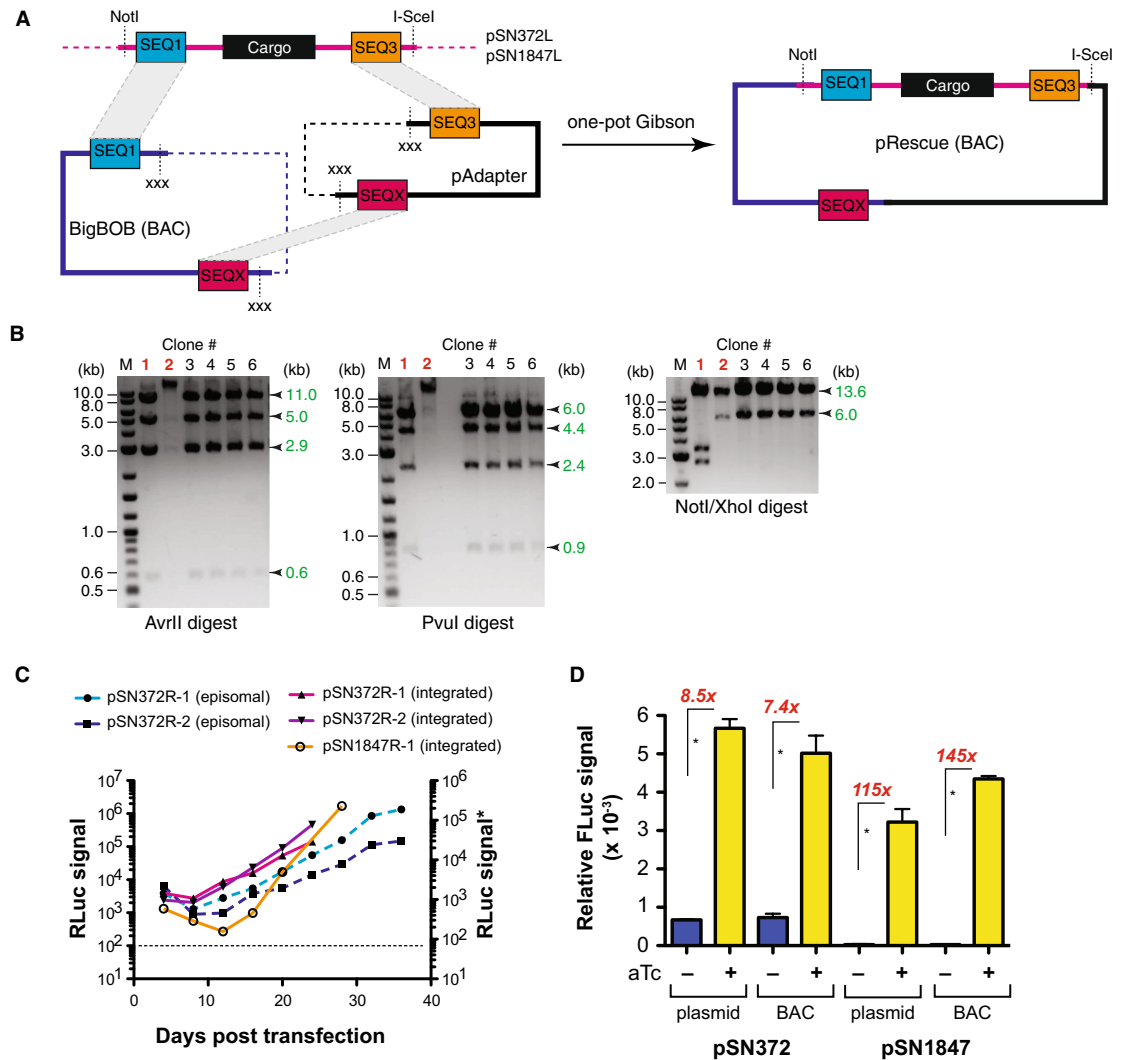 A
NotI
I-SceI
SEQ1
Cargo
SEQ3
pSN372L
pSN1847L
SEQ3
xxx
SEQ1
xxx
xxx
SEQX
pAdapter
BigBOB (BAC)
SEQX
xxx
one-pot Gibson
NotI
I-SceI
SEQ1
Cargo
SEQ3
pRescue (BAC)
SEQX
B
Clone #
(kb) M 1 2 3 4 5 6 (kb)
10.0
8.0
5.0
3.0
1.0
0.6
0.5
11.0
5.0
2.9
0.6
AvrII digest
Clone #
(kb) M 1 2 3 4 5 6 (kb)
10.0
8.0
5.0
3.0
1.0
0.6
0.5
6.0
4.4
2.4
0.9
PvuI digest
Clone #
(kb) M 1 2 3 4 5 6 (kb)
10.0
8.0
5.0
3.0
2.0
13.6
6.0
NotI/XhoI digest
C
pSN372R-1 (episomal)
pSN372R-2 (episomal)
pSN372R-1 (integrated)
pSN372R-2 (integrated)
pSN1847R-1 (integrated)
RLuc signal
10⁷
10⁶
10⁵
10⁴
10³
10²
10¹
10⁶
10⁵
10⁴
10³
10²
10¹
RLuc signal*
0 10 20 30 40
Days post transfection
D
Relative FLuc signal
(x 10⁻³)
6
5
4
3
2
1
0
8.5x
*
7.4x
*
115x
*
145x
*
aTc – + – + – + – +
plasmid BAC plasmid BAC
pSN372 pSN1847